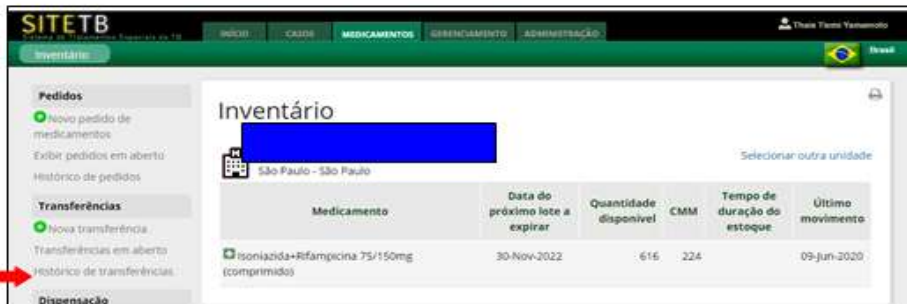 SITETB
Sistema de Tratamentos Especiais de TB
INÍCIO CASOS MEDICAMENTOS GERENCIAMENTO ADMINISTRAÇÃO
Thais Tiemi Yamamoto
Inventário
Brasil
Pedidos
Novo pedido de
medicamentos
Exibir pedidos em aberto
Histórico de pedidos
Transferências
Nova transferência
Transferências em aberto
Histórico de transferências
Dispensação
Inventário
São Paulo - São Paulo
Selecionar outra unidade
Medicamento
Data do
próximo lote a
expirar
Quantidade
disponível
CMM
Tempo de
duração do
estoque
Último
movimento
Isoniazida+Rifampicina 75/150mg
(comprimido)
30-Nov-2022
616
224
09-Jun-2020